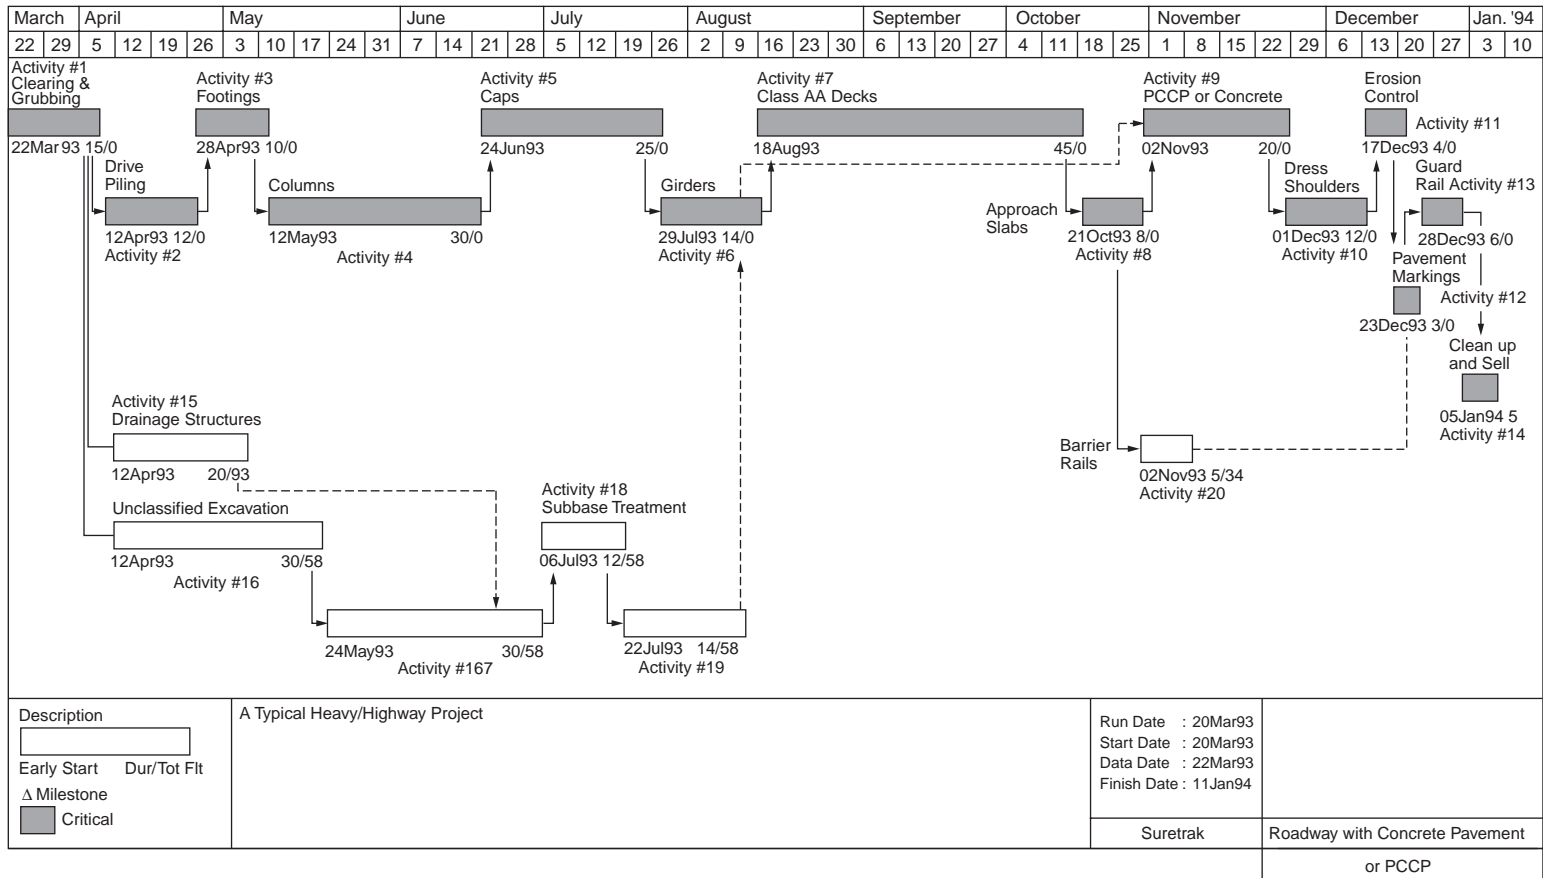 March April May June July August September October November December Jan. '94
22 29 5 12 19 26 3 10 17 24 31 7 14 21 28 5 12 19 26 2 9 16 23 30 6 13 20 27 4 11 18 25 1 8 15 22 29 6 13 20 27 3 10
Activity #1
Clearing &
Grubbing
22Mar 93 15/0
Drive
Piling
12Apr93 12/0
Activity #2
Activity #3
Footings
28Apr93 10/0
Columns
12May93 30/0
Activity #4
Activity #5
Caps
24Jun93 25/0
Girders
29Jul93 14/0
Activity #6
Activity #7
Class AA Decks
18Aug93 45/0
Approach
Slabs
21Oct93 8/0
Activity #8
Activity #9
PCCP or Concrete
02Nov93 20/0
Dress
Shoulders
01Dec93 12/0
Activity #10
Erosion
Control
Activity #11
17Dec93 4/0
Guard
Rail Activity #13
28Dec93 6/0
Pavement
Markings
Activity #12
23Dec93 3/0
Clean up
and Sell
05Jan94 5
Activity #14
Activity #15
Drainage Structures
12Apr93 20/93
Unclassified Excavation
12Apr93 30/58
Activity #16
24May93 30/58
Activity #167
Activity #18
Subbase Treatment
06Jul93 12/58
22Jul93 14/58
Activity #19
Barrier
Rails
02Nov93 5/34
Activity #20
Description
Early Start Dur/Tot Flt
Δ Milestone
Critical
A Typical Heavy/Highway Project
Run Date : 20Mar93
Start Date : 20Mar93
Data Date : 22Mar93
Finish Date : 11Jan94
Suretrak
Roadway with Concrete Pavement
or PCCP